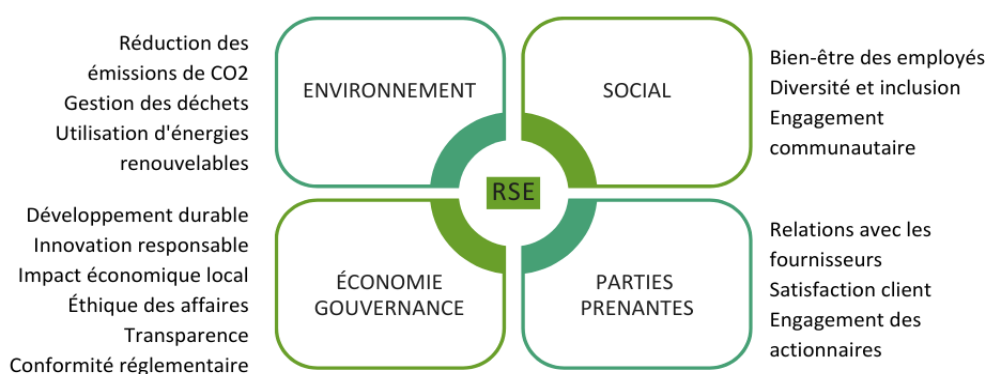 Réduction des
émissions de CO2
Gestion des déchets
Utilisation d'énergies
renouvelables
ENVIRONNEMENT
SOCIAL
Bien-être des employés
Diversité et inclusion
Engagement
communautaire
RSE
Développement durable
Innovation responsable
Impact économique local
Éthique des affaires
Transparence
Conformité réglementaire
ÉCONOMIE
GOUVERNANCE
PARTIES
PRENANTES
Relations avec les
fournisseurs
Satisfaction client
Engagement des
actionnaires